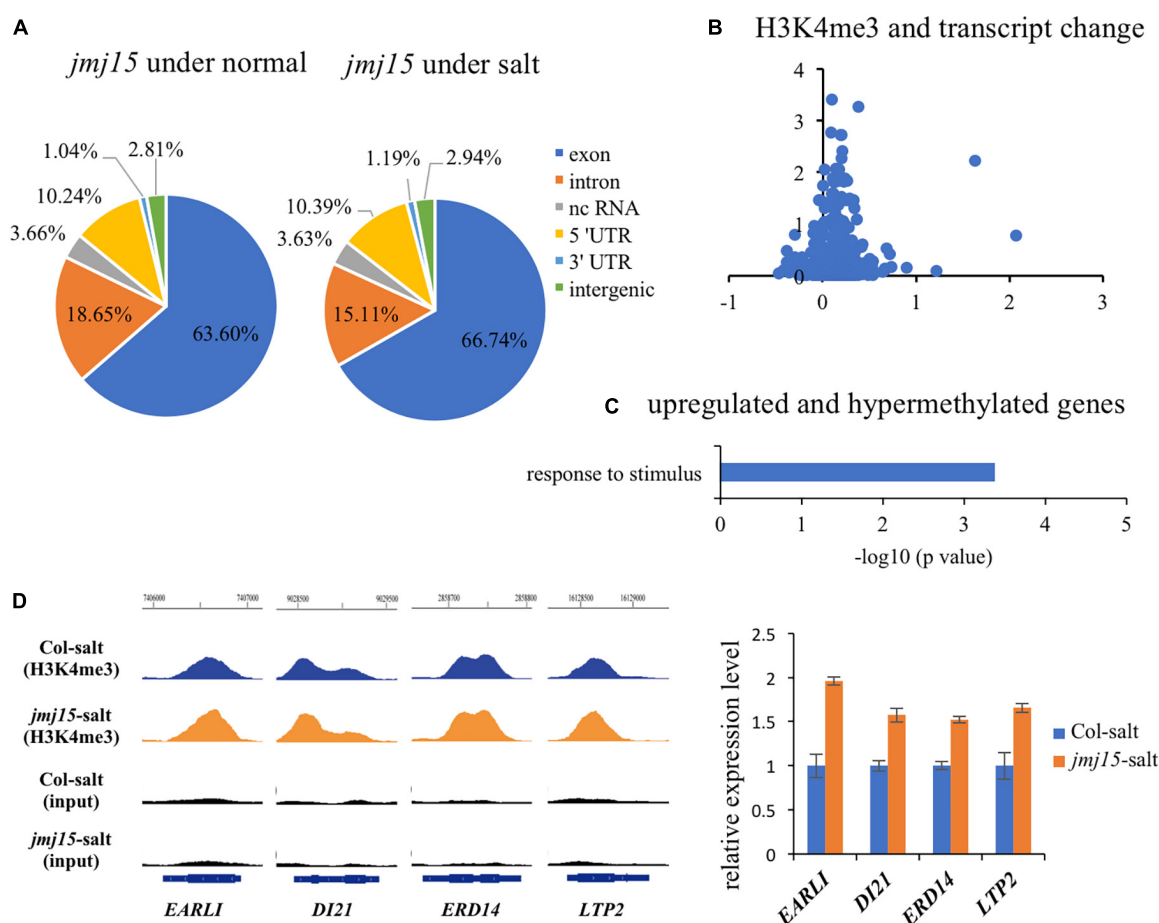 A
jmj15 under normal
jmj15 under salt
1.04%
2.81%
10.24%
3.66%
18.65%
63.60%
1.19%
2.94%
10.39%
3.63%
15.11%
66.74%
exon
intron
nc RNA
5 'UTR
3' UTR
intergenic
B
H3K4me3 and transcript change
4
3
2
1
0
-1
0
1
2
3
C
upregulated and hypermethylated genes
response to stimulus
0
1
2
3
4
5
-log10 (p value)
D
7406000
7407000
9028500
9029500
2858700
2858800
16128500
16129000
Col-salt
(H3K4me3)
jmj15-salt
(H3K4me3)
Col-salt
(input)
jmj15-salt
(input)
EARLI
DI21
ERD14
LTP2
relative expression level
2.5
2
1.5
1
0.5
0
EARLI
DI21
ERD14
LTP2
Col-salt
jmj15-salt